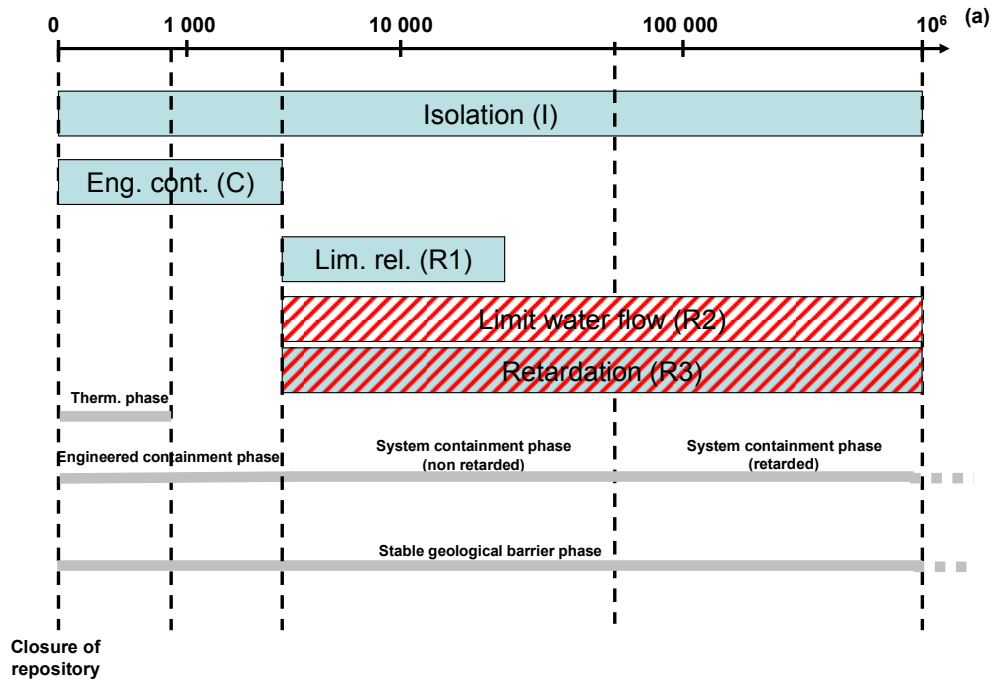 0 1 000 10 000 100 000 10⁶ (a)
Isolation (I)
Eng. cont. (C)
Lim. rel. (R1)
Limit water flow (R2)
Retardation (R3)
Therm. phase
Engineered containment phase
System containment phase
(non retarded)
System containment phase
(retarded)
Stable geological barrier phase
Closure of
repository